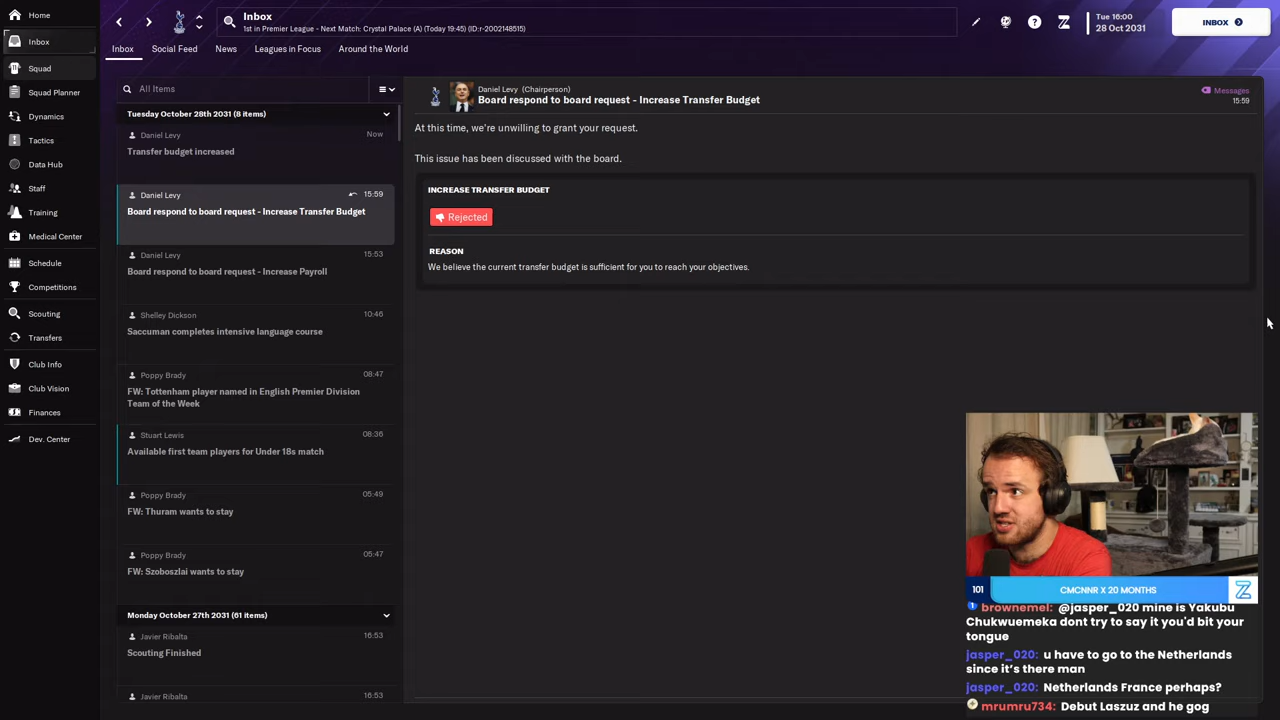 Home
Inbox
Squad
Squad Planner
Dynamics
Tactics
Data Hub
Staff
Training
Medical Center
Schedule
Competitions
Scouting
Transfers
Club Info
Club Vision
Finances
Dev. Center
Inbox
1st in Premier League - Next Match: Crystal Palace (A) (Today 19:45) (ID:r-2002148515)
Tue 16:00
28 Oct 2031
INBOX
Inbox
Social Feed
News
Leagues in Focus
Around the World
All Items
Tuesday October 28th 2031 (8 items)
Daniel Levy
Now
Transfer budget increased
Daniel Levy
15:59
Board respond to board request - Increase Transfer Budget
Daniel Levy
15:53
Board respond to board request - Increase Payroll
Shelley Dickson
10:46
Saccuman completes intensive language course
Poppy Brady
08:47
FW: Tottenham player named in English Premier Division
Team of the Week
Stuart Lewis
08:36
Available first team players for Under 18s match
Poppy Brady
05:49
FW: Thuram wants to stay
Poppy Brady
05:47
FW: Szoboszlai wants to stay
Monday October 27th 2031 (61 items)
Javier Ribalta
16:53
Scouting Finished
Javier Ribalta
16:53
Daniel Levy (Chairperson)
Board respond to board request - Increase Transfer Budget
Messages
15:59
At this time, we're unwilling to grant your request.
This issue has been discussed with the board.
INCREASE TRANSFER BUDGET
Rejected
REASON
We believe the current transfer budget is sufficient for you to reach your objectives.
101
CMCNNR X 20 MONTHS
brownemel: @jasper_020 mine is Yakubu
Chukwuemeka dont try to say it you'd bit your
tongue
jasper_020: u have to go to the Netherlands
since it's there man
jasper_020: Netherlands France perhaps?
mrumru734: Debut Laszuz and he gog